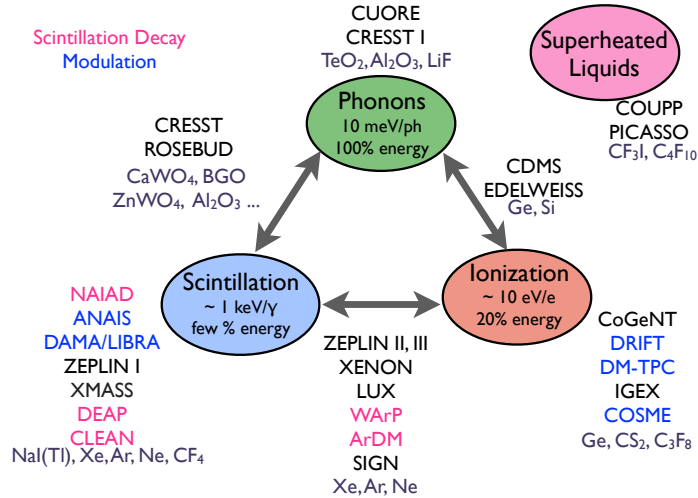 Scintillation Decay
Modulation
CUORE
CRESST I
TeO₂, Al₂O₃, LiF
Phonons
10 meV/ph
100% energy
Superheated
Liquids
COUPP
PICASSO
CF₃I, C₄F₁₀
CRESST
ROSEBUD
CaWO₄, BGO
ZnWO₄, Al₂O₃ ...
CDMS
EDELWEISS
Ge, Si
Scintillation
~ 1 keV/γ
few % energy
Ionization
~ 10 eV/e
20% energy
NAIAD
ANAIS
DAMA/LIBRA
ZEPLIN I
XMASS
DEAP
CLEAN
NaI(Tl), Xe, Ar, Ne, CF₄
ZEPLIN II, III
XENON
LUX
WArP
ArDM
SIGN
Xe, Ar, Ne
CoGeNT
DRIFT
DM-TPC
IGEX
COSME
Ge, CS₂, C₃F₈